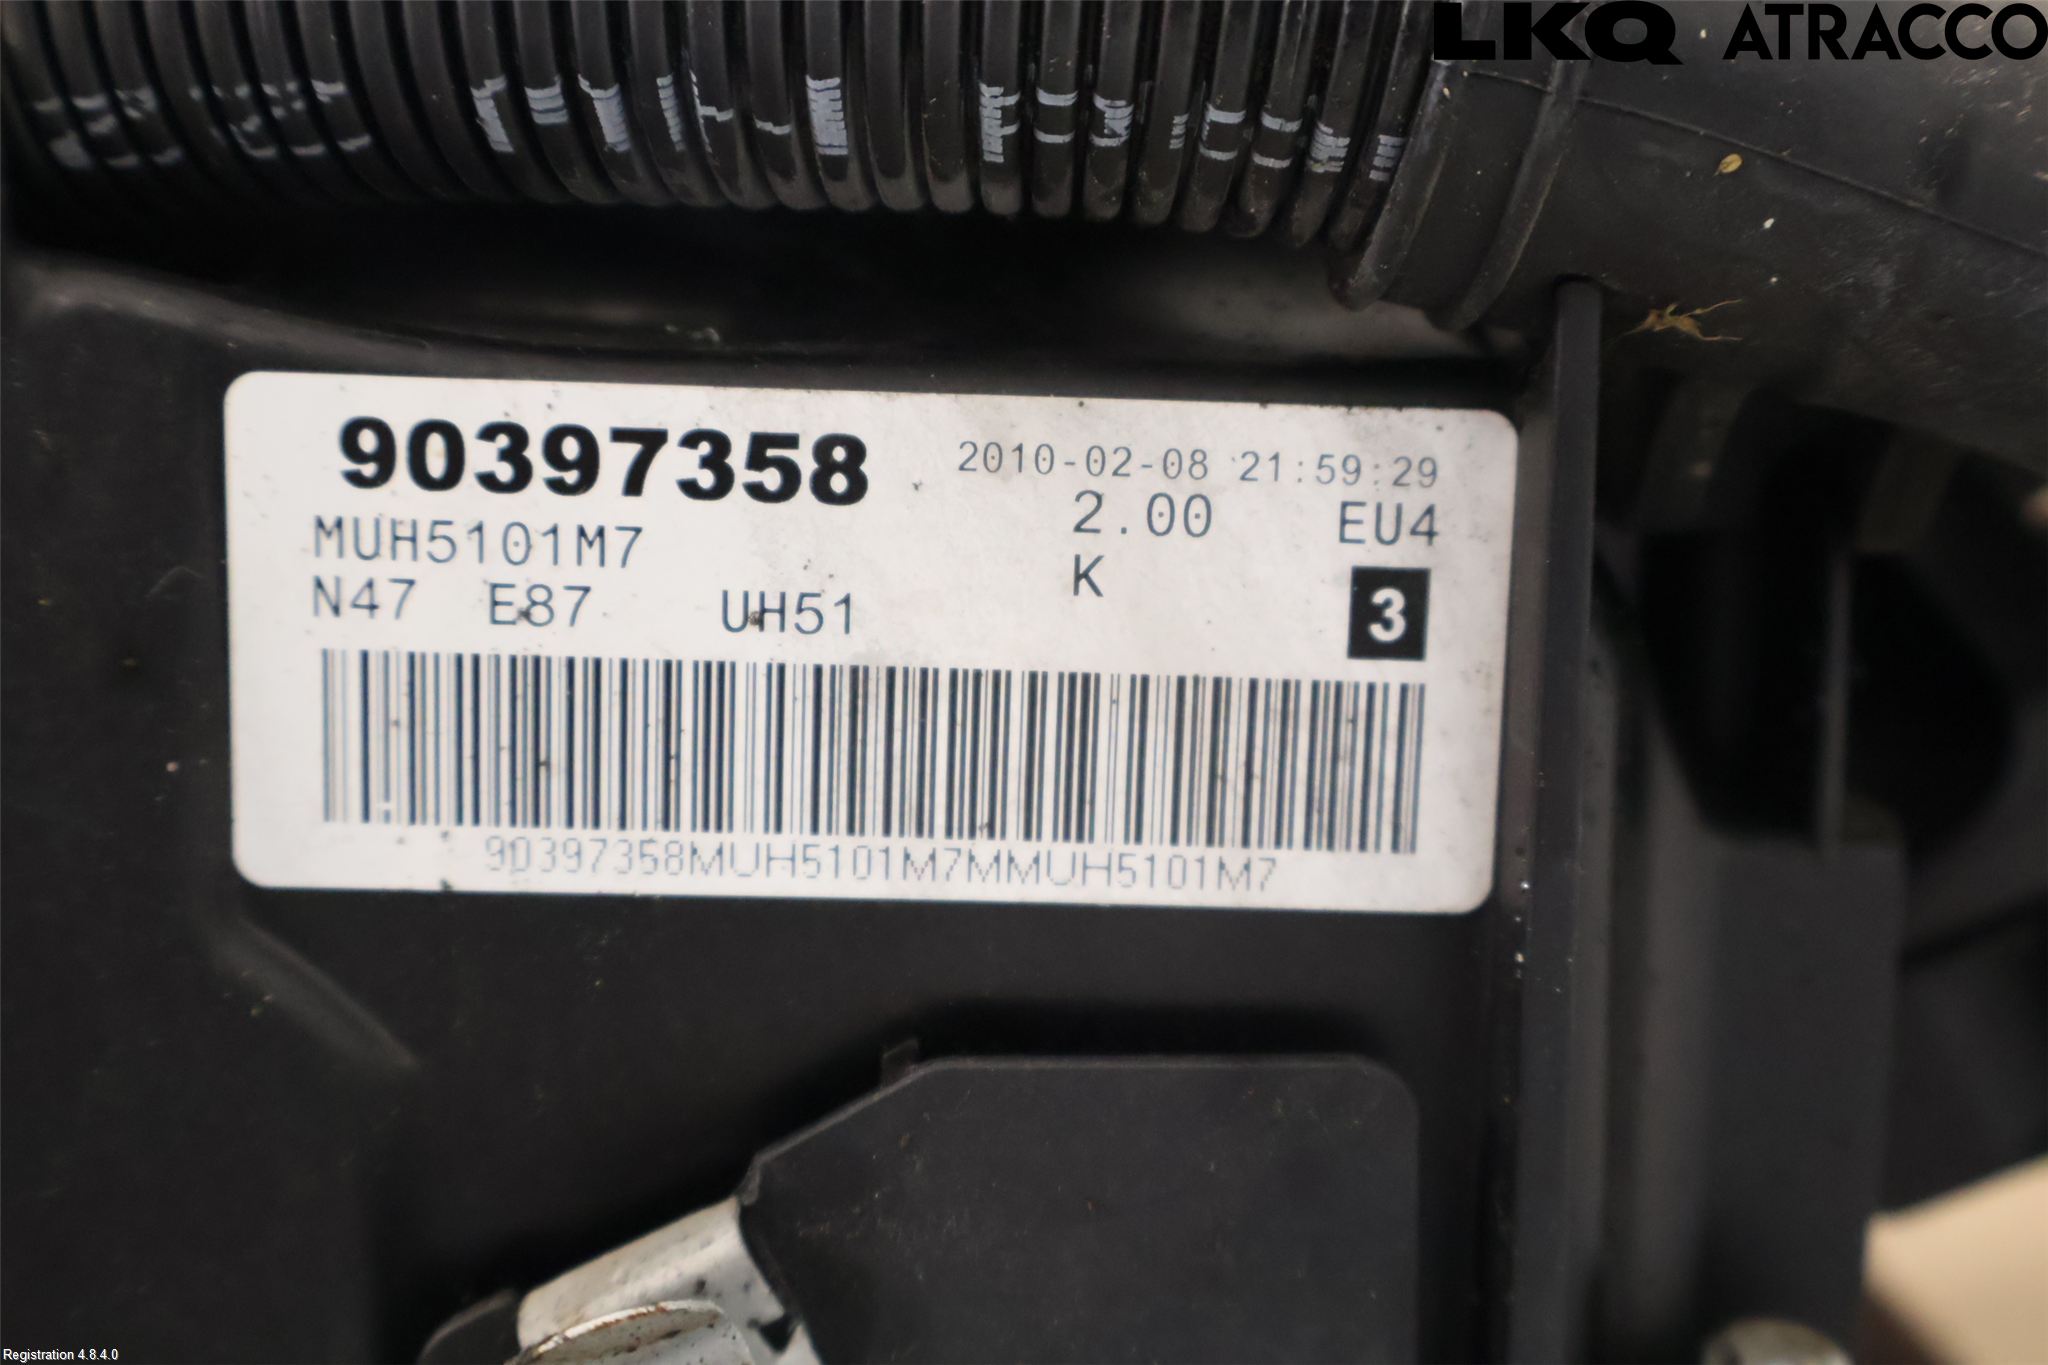 LKQ ATRACCO
90397358
2010-02-08 21:59:29
MUH5101M7
2.00
EU4
N47 E87 UH51
K
3
90397358MUH5101M7MMUH5101M7
Registration 4.8.4.0